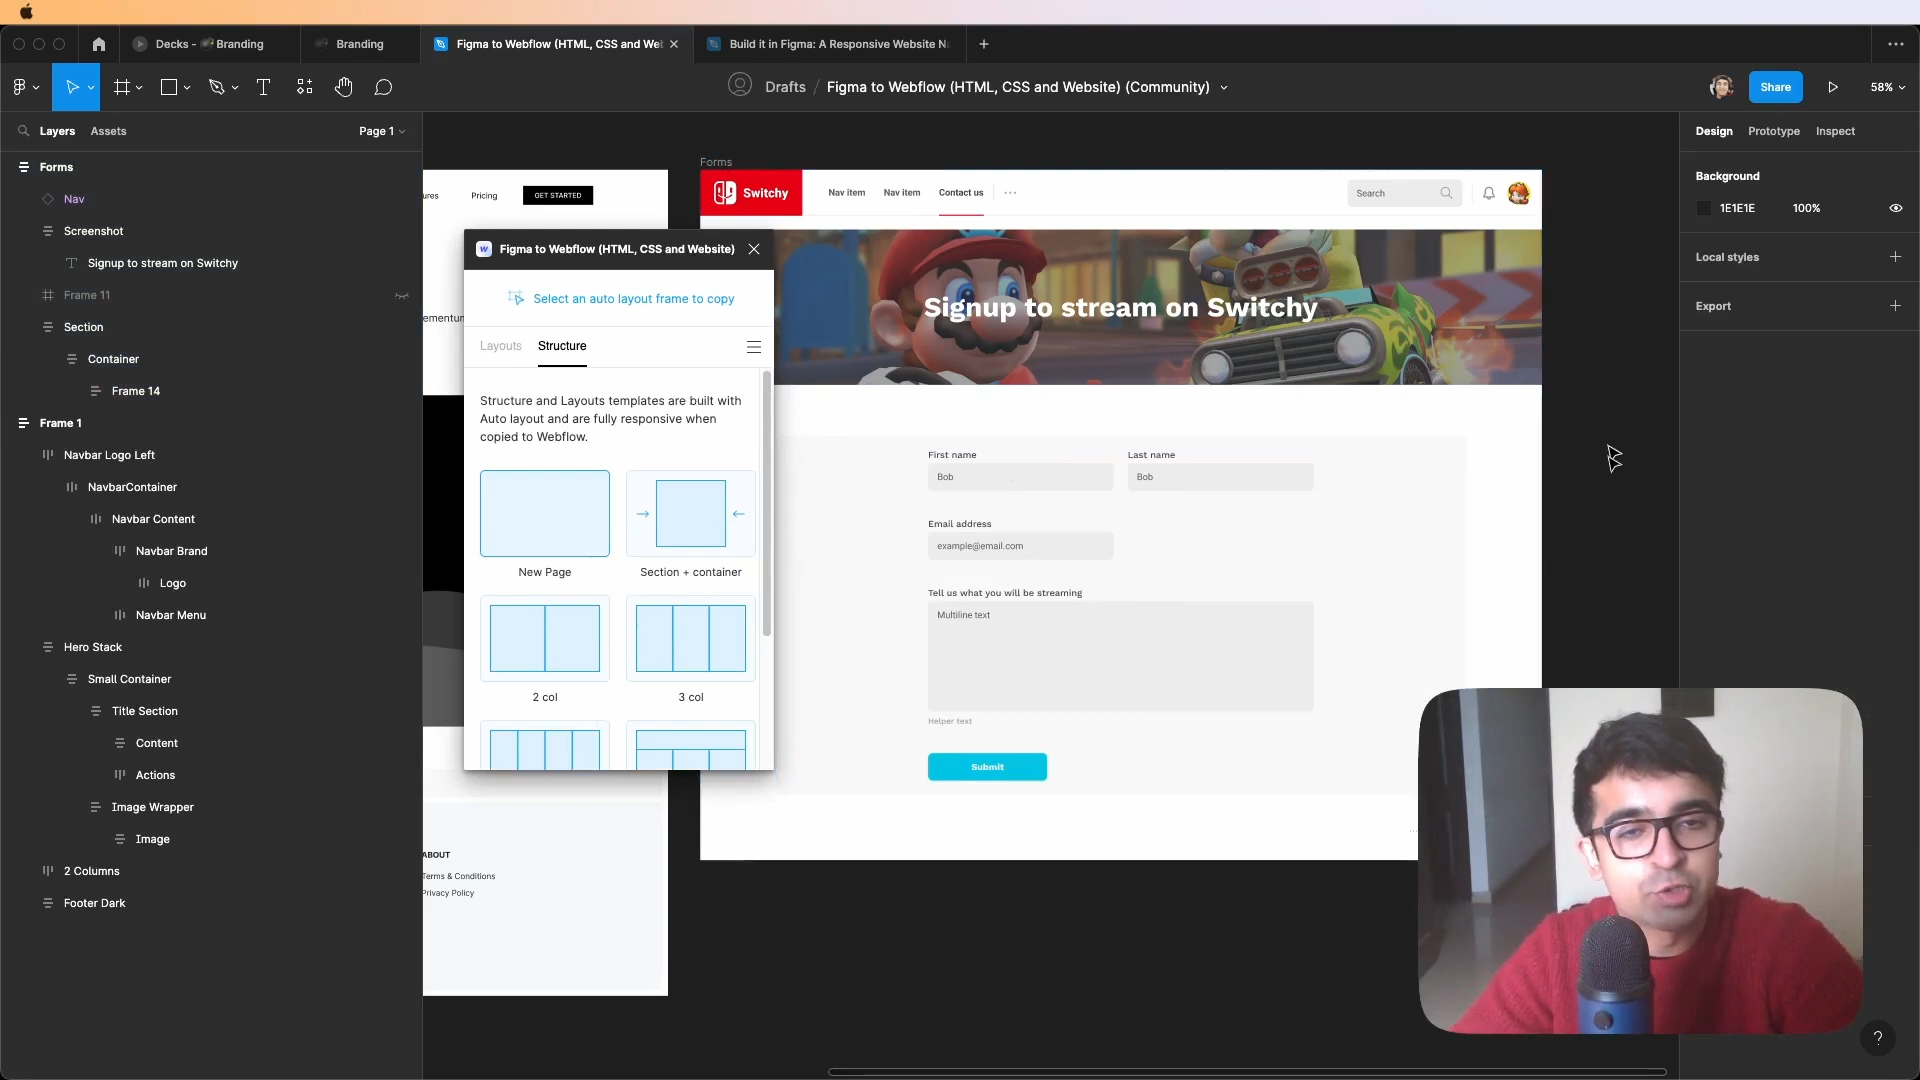 Decks - Branding
Branding
Figma to Webflow (HTML, CSS and Wel
Build it in Figma: A Responsive Website N
Drafts / Figma to Webflow (HTML, CSS and Website) (Community)
Share
58%
Layers
Assets
Page 1
Design
Prototype
Inspect
Forms
Nav
Screenshot
Signup to stream on Switchy
Frame 11
Section
Container
Frame 14
Frame 1
Navbar Logo Left
NavbarContainer
Navbar Content
Navbar Brand
Logo
Navbar Menu
Hero Stack
Small Container
Title Section
Content
Actions
Image Wrapper
Image
2 Columns
Footer Dark
ures
Pricing
GET STARTED
ementum
ABOUT
Terms & Conditions
Privacy Policy
Figma to Webflow (HTML, CSS and Website)
Select an auto layout frame to copy
Layouts
Structure
Structure and Layouts templates are built with
Auto layout and are fully responsive when
copied to Webflow.
New Page
Section + container
2 col
3 col
Forms
Switchy
Nav item
Nav item
Contact us
Search
Signup to stream on Switchy
First name
Last name
Bob
Bob
Email address
example@email.com
Tell us what you will be streaming
Multiline text
Helper text
Submit
Background
1E1E1E
100%
Local styles
Export
?